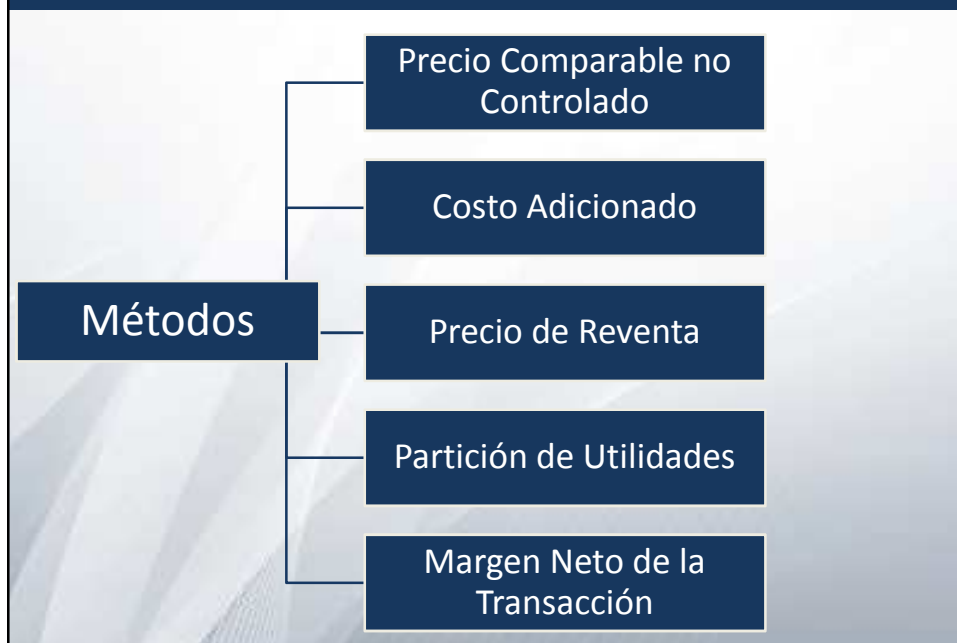 Métodos
Precio Comparable no
Controlado
Costo Adicionado
Precio de Reventa
Partición de Utilidades
Margen Neto de la
Transacción